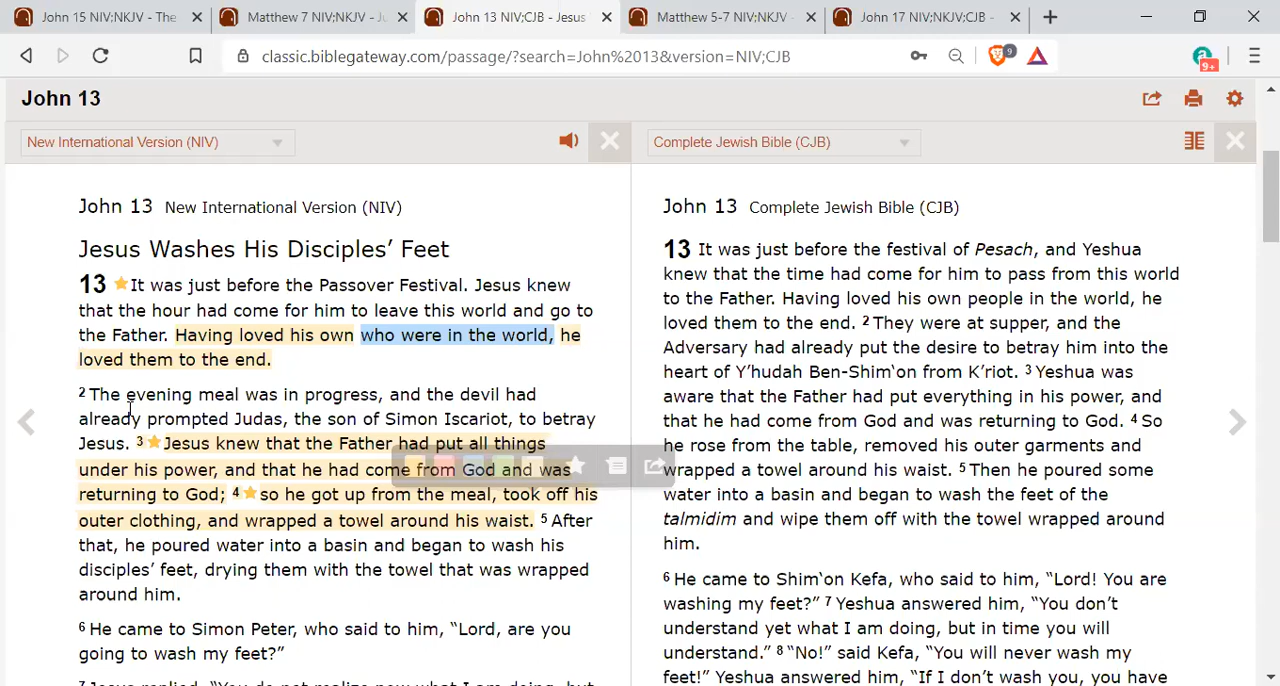 John 15 NIV;NKJV - The
Matthew 7 NIV;NKJV - Ju
John 13 NIV;CJB - Jesus
Matthew 5-7 NIV;NKJV -
John 17 NIV;NKJV;CJB -
classic.biblegateway.com/passage/?search=John%2013&version=NIV;CJB
9
9+
John 13
New International Version (NIV)
Complete Jewish Bible (CJB)
John 13 New International Version (NIV)
Jesus Washes His Disciples’ Feet
13 It was just before the Passover Festival. Jesus knew
that the hour had come for him to leave this world and go to
the Father. Having loved his own who were in the world, he
loved them to the end.
2 The evening meal was in progress, and the devil had
already prompted Judas, the son of Simon Iscariot, to betray
Jesus. 3 Jesus knew that the Father had put all things
under his power, and that he had come from God and was
returning to God; 4 so he got up from the meal, took off his
outer clothing, and wrapped a towel around his waist. 5 After
that, he poured water into a basin and began to wash his
disciples’ feet, drying them with the towel that was wrapped
around him.
6 He came to Simon Peter, who said to him, “Lord, are you
going to wash my feet?”
7 Jesus replied, “You do not realize now what I am doing, but
John 13 Complete Jewish Bible (CJB)
13 It was just before the festival of Pesach, and Yeshua
knew that the time had come for him to pass from this world
to the Father. Having loved his own people in the world, he
loved them to the end. 2 They were at supper, and the
Adversary had already put the desire to betray him into the
heart of Y’hudah Ben-Shim‘on from K’riot. 3 Yeshua was
aware that the Father had put everything in his power, and
that he had come from God and was returning to God. 4 So
he rose from the table, removed his outer garments and
wrapped a towel around his waist. 5 Then he poured some
water into a basin and began to wash the feet of the
talmidim and wipe them off with the towel wrapped around
him.
6 He came to Shim‘on Kefa, who said to him, “Lord! You are
washing my feet?” 7 Yeshua answered him, “You don’t
understand yet what I am doing, but in time you will
understand.” 8 “No!” said Kefa, “You will never wash my
feet!” Yeshua answered him, “If I don’t wash you, you have